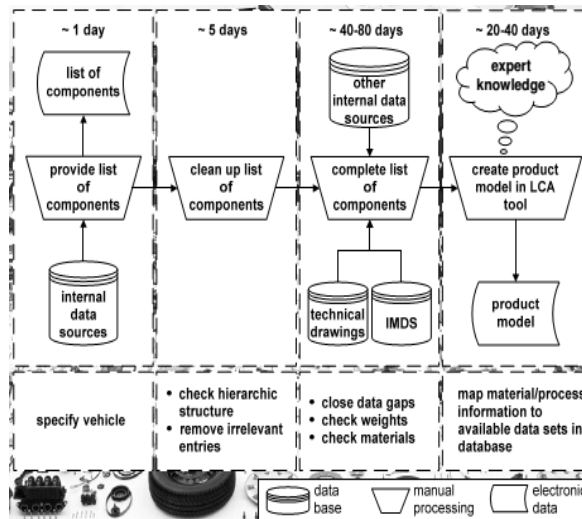 ~ 1 day
~ 5 days
~ 40-80 days
~ 20-40 days
list of
components
other
internal data
sources
expert
knowledge
provide list
of
components
clean up list
of
components
complete list
of
components
create product
model in LCA
tool
internal
data
sources
technical
drawings
IMDS
product
model
specify vehicle
• check hierarchic
structure
• remove irrelevant
entries
• close data gaps
• check weights
• check materials
map material/process
information to
available data sets in
database
data
base
manual
processing
electronic
data